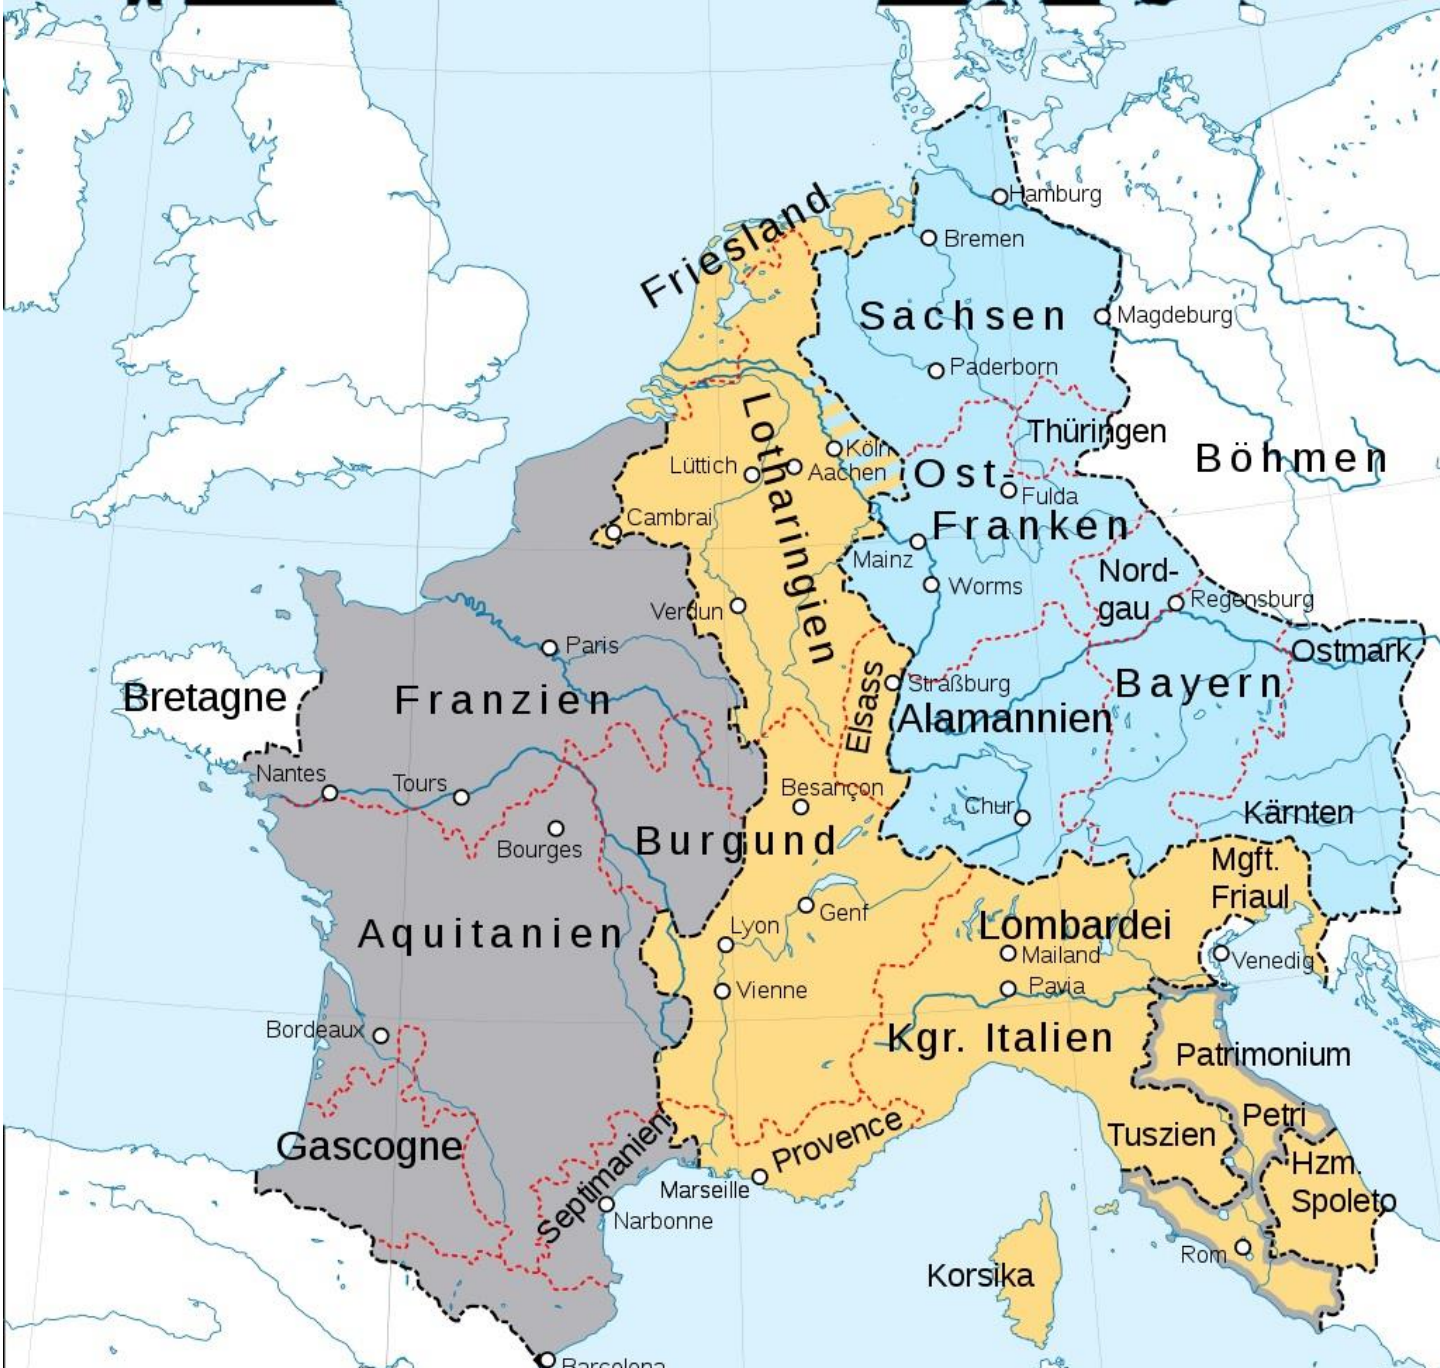 Hamburg
Bremen
Friesland
Sachsen
Magdeburg
Paderborn
Thüringen
Böhmen
Lotharingien
Köln
Lüttich
Aachen
Ost-
Fulda
Franken
Cambrai
Mainz
Nord-
gau
Worms
Verdun
Regensburg
Paris
Ostmark
Bretagne
Franzien
Elsass
Straßburg
Bayern
Alamannien
Nantes
Tours
Besançon
Chur
Kärnten
Bourges
Burgund
Mgft.
Friaul
Genf
Lyon
Lombardei
Aquitanien
Mailand
Venedig
Vienne
Pavia
Bordeaux
Kgr. Italien
Patrimonium
Petri
Gascogne
Septimanien
Provence
Tuszien
Hzm.
Spoleto
Marseille
Narbonne
Rom
Korsika
Barcelona